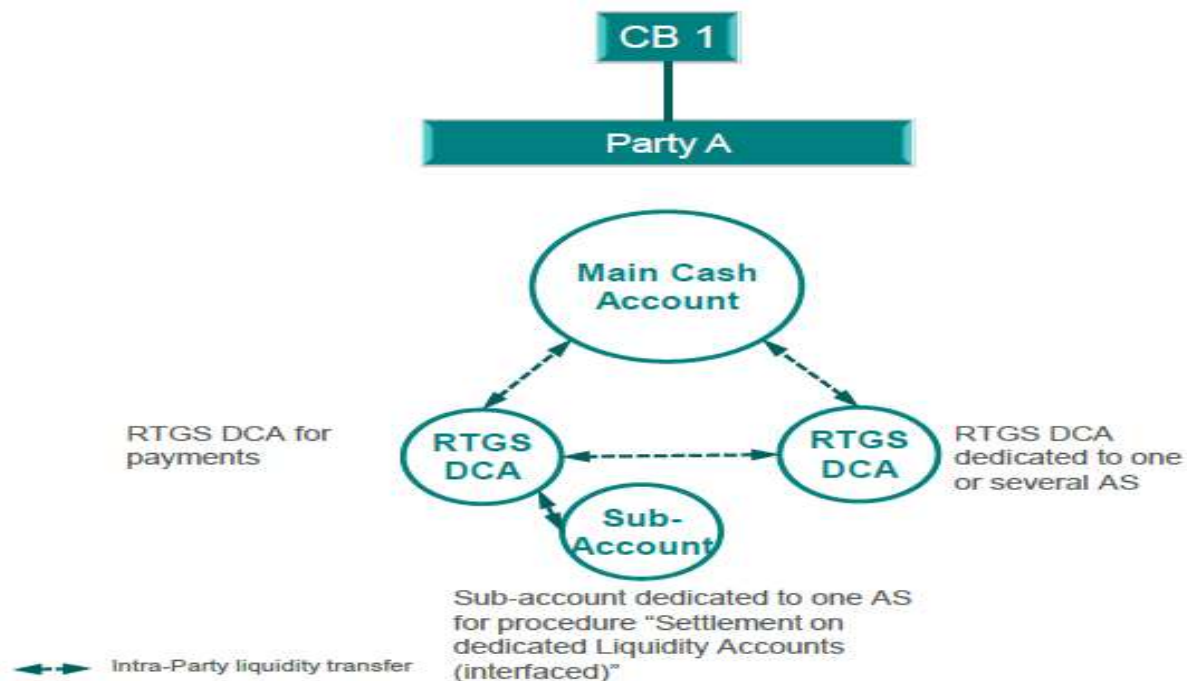 CB 1
Party A
Main Cash
Account
RTGS DCA for
payments
RTGS
DCA
RTGS
DCA
RTGS DCA
dedicated to one
or several AS
Sub-
Account
Sub-account dedicated to one AS
for procedure “Settlement on
dedicated Liquidity Accounts
(interfaced)”
Intra-Party liquidity transfer